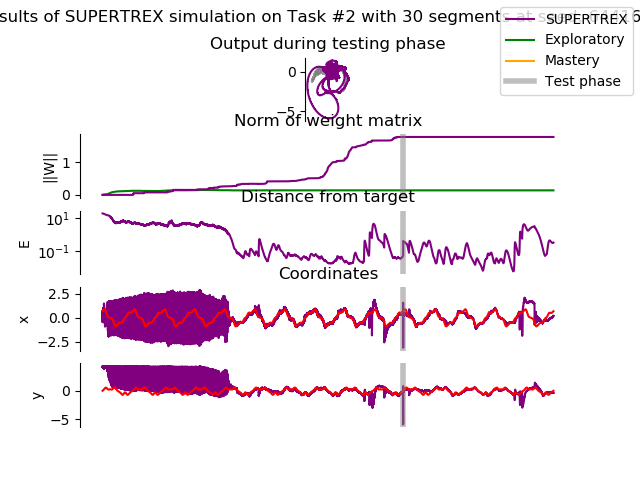 sults of SUPERTREX simulation on Task #2 with 30 segments
SUPERTREX
Exploratory
Mastery
Test phase
Output during testing phase
0
−5
Norm of weight matrix
||W||
1
0
Distance from target
E
10¹
10⁻¹
Coordinates
x
2.5
0.0
−2.5
y
0
−5